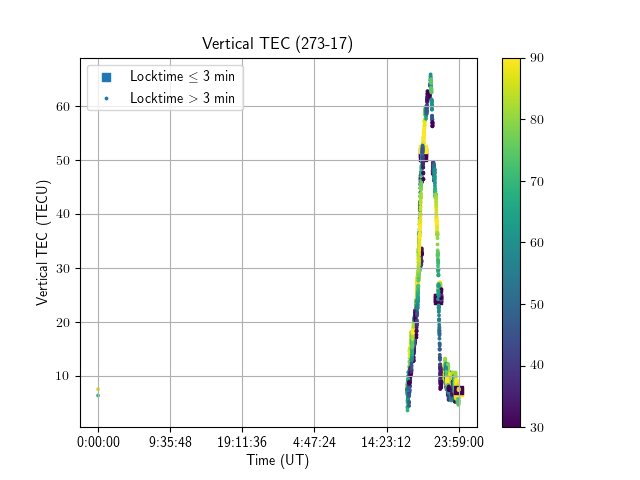 Vertical TEC (273-17)
Locktime ≤ 3 min
Locktime > 3 min
Vertical TEC (TECU)
60
50
40
30
20
10
0:00:00 9:35:48 19:11:36 4:47:24 14:23:12 23:59:00
Time (UT)
90
80
70
60
50
40
30